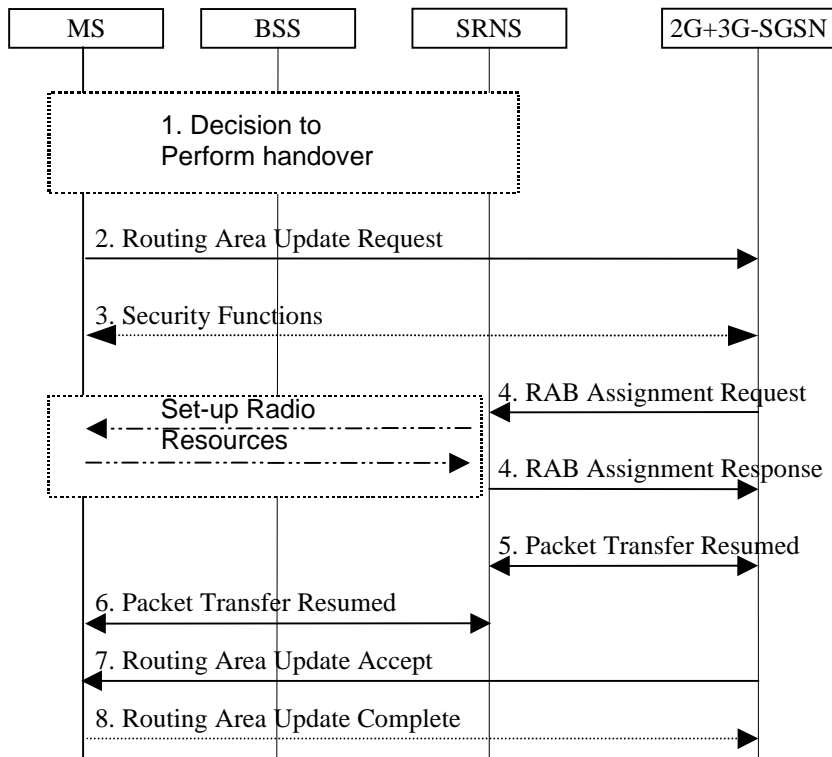 MS BSS SRNS 2G+3G-SGSN
1. Decision to
Perform handover
2. Routing Area Update Request
3. Security Functions
4. RAB Assignment Request
Set-up Radio
Resources
4. RAB Assignment Response
5. Packet Transfer Resumed
6. Packet Transfer Resumed
7. Routing Area Update Accept
8. Routing Area Update Complete